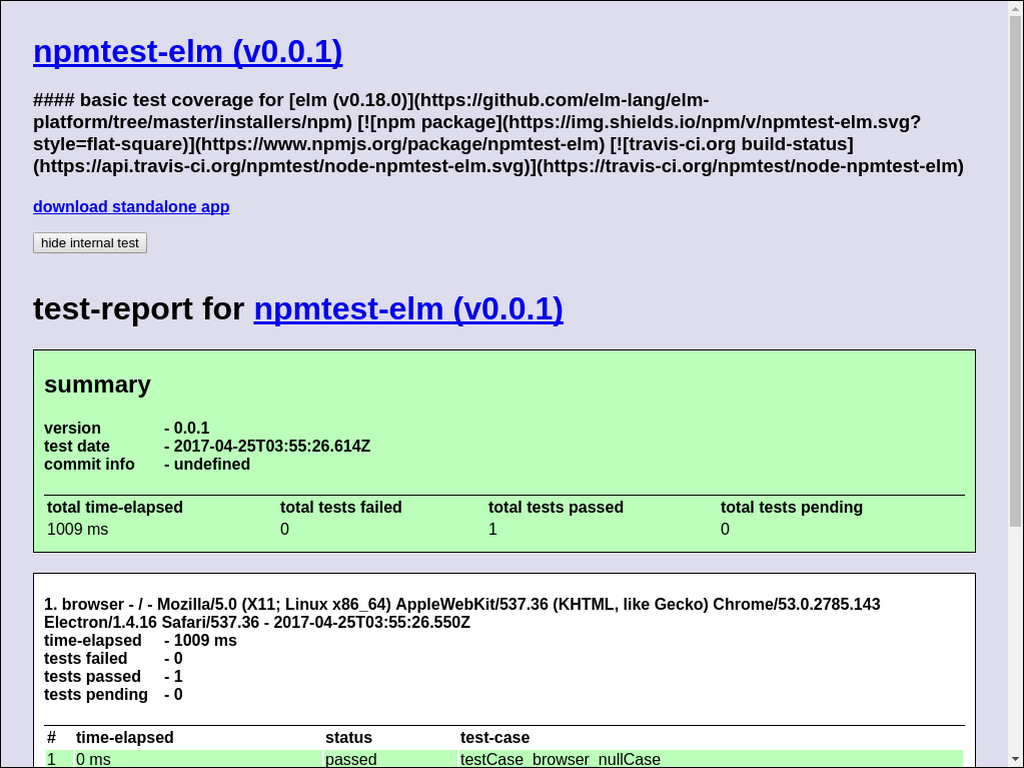 npmtest-elm (v0.0.1)
#### basic test coverage for [elm (v0.18.0)](https://github.com/elm-lang/elm-
platform/tree/master/installers/npm) [![npm package](https://img.shields.io/npm/v/npmtest-elm.svg?
style=flat-square)](https://www.npmjs.org/package/npmtest-elm) [![travis-ci.org build-status]
(https://api.travis-ci.org/npmtest/node-npmtest-elm.svg)](https://travis-ci.org/npmtest/node-npmtest-elm)
download standalone app
hide internal test
test-report for npmtest-elm (v0.0.1)
summary
version - 0.0.1
test date - 2017-04-25T03:55:26.614Z
commit info - undefined
total time-elapsed total tests failed total tests passed total tests pending
1009 ms 0 1 0
1. browser - / - Mozilla/5.0 (X11; Linux x86_64) AppleWebKit/537.36 (KHTML, like Gecko) Chrome/53.0.2785.143
Electron/1.4.16 Safari/537.36 - 2017-04-25T03:55:26.550Z
time-elapsed - 1009 ms
tests failed - 0
tests passed - 1
tests pending - 0
# time-elapsed status test-case
1 0 ms passed testCase_browser_nullCase